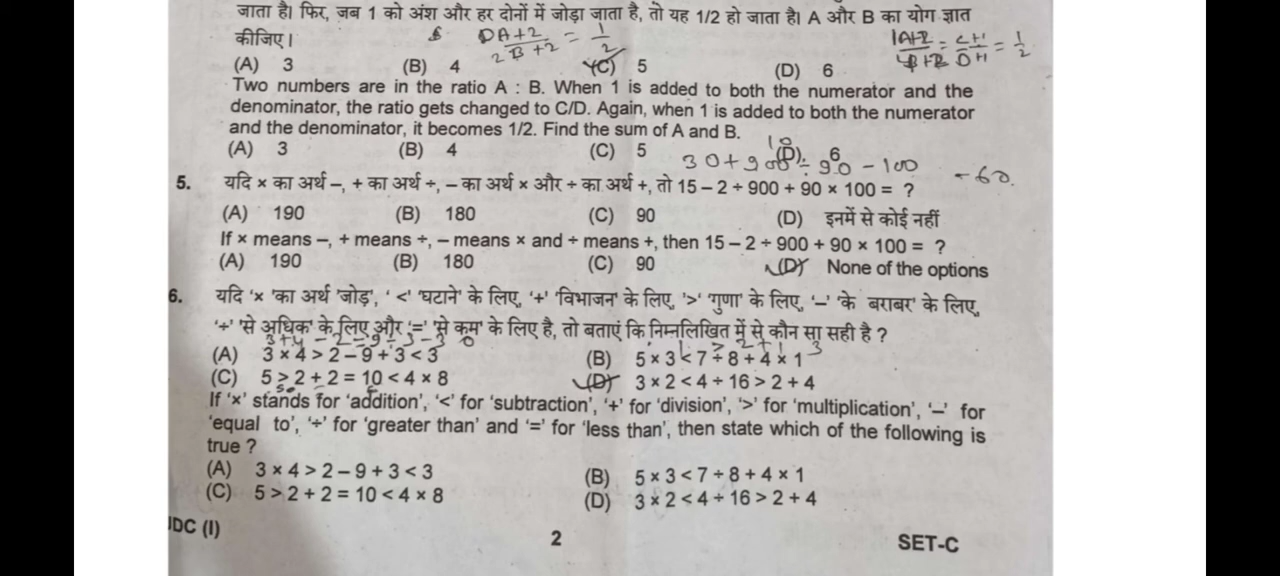 जाता है। फिर, जब 1 को अंश और हर दोनों में जोड़ा जाता है, तो यह 1/2 हो जाता है। A और B का योग ज्ञात
कीजिए।
(A) 3 (B) 4 (C) 5 (D) 6
Two numbers are in the ratio A : B. When 1 is added to both the numerator and the
denominator, the ratio gets changed to C/D. Again, when 1 is added to both the numerator
and the denominator, it becomes 1/2. Find the sum of A and B.
(A) 3 (B) 4 (C) 5 (D) 6
30+900÷90-100 -60
5. यदि × का अर्थ –, + का अर्थ ÷, – का अर्थ × और ÷ का अर्थ +, तो 15 – 2 ÷ 900 + 90 × 100 = ?
(A) 190 (B) 180 (C) 90 (D) इनमें से कोई नहीं
If × means –, + means ÷, – means × and ÷ means +, then 15 – 2 ÷ 900 + 90 × 100 = ?
(A) 190 (B) 180 (C) 90 (D) None of the options
6. यदि '×' का अर्थ 'जोड़', '<' 'घटाने' के लिए, '+' 'विभाजन' के लिए, '>' 'गुणा' के लिए, '–' 'के बराबर' के लिए,
'÷' 'से अधिक' के लिए और '=' 'से कम' के लिए है, तो बताएं कि निम्नलिखित में से कौन सा सही है ?
(A) 3 × 4 > 2 – 9 + 3 < 3 (B) 5 × 3 < 7 ÷ 8 + 4 × 1
(C) 5 > 2 + 2 = 10 < 4 × 8 (D) 3 × 2 < 4 ÷ 16 > 2 + 4
If '×' stands for 'addition', '<' for 'subtraction', '+' for 'division', '>' for 'multiplication', '–' for
'equal to', '÷' for 'greater than' and '=' for 'less than', then state which of the following is
true ?
(A) 3 × 4 > 2 – 9 + 3 < 3 (B) 5 × 3 < 7 ÷ 8 + 4 × 1
(C) 5 > 2 + 2 = 10 < 4 × 8 (D) 3 × 2 < 4 ÷ 16 > 2 + 4
JDC (I) 2 SET-C